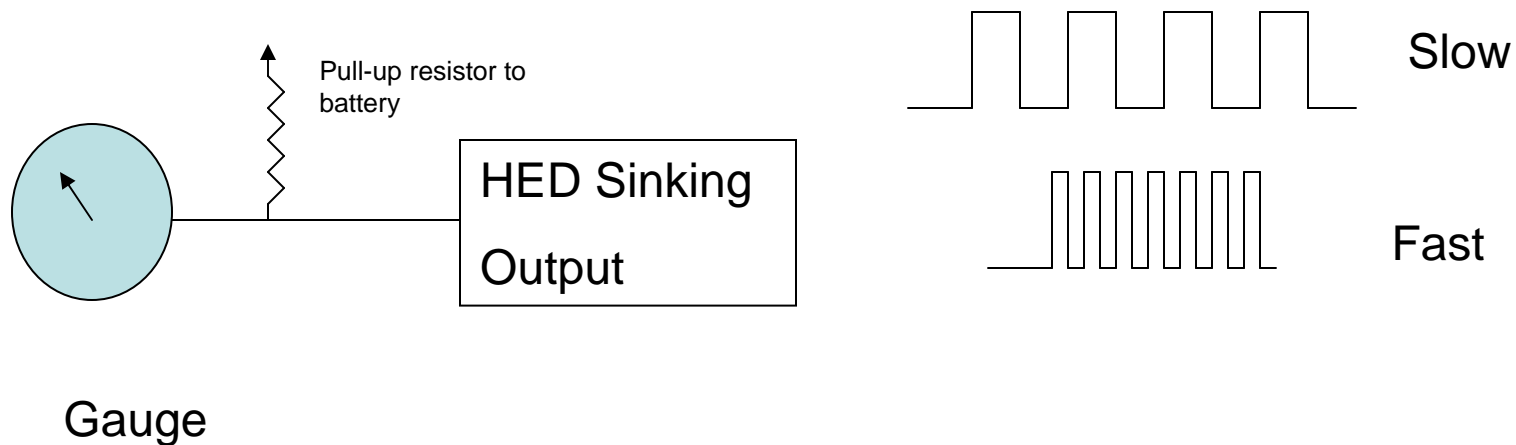 Pull-up resistor to
battery
HED Sinking
Output
Gauge
Slow
Fast